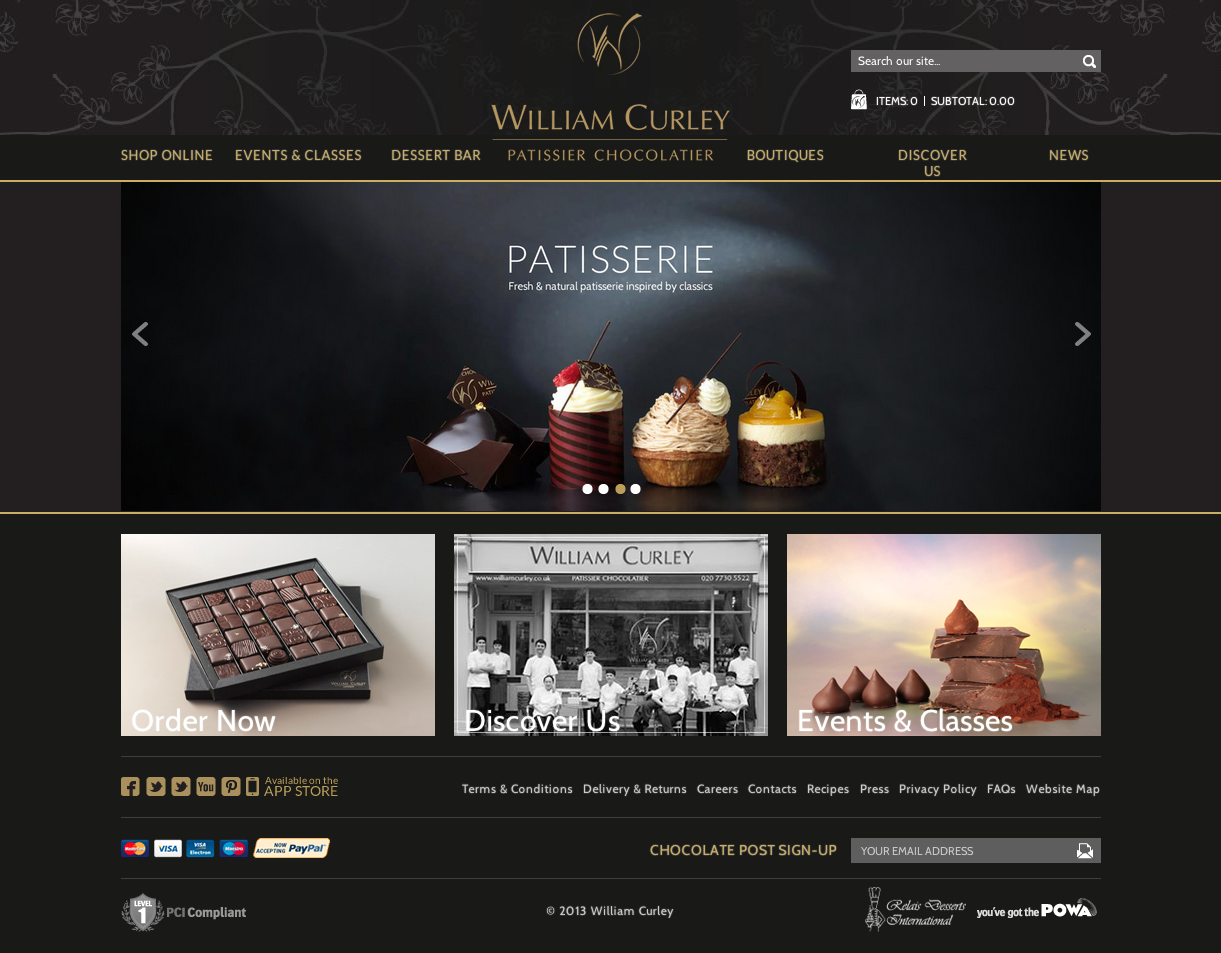 Search our site...
ITEMS: 0 | SUBTOTAL: 0.00
WILLIAM CURLEY
PATISSIER CHOCOLATIER
SHOP ONLINE
EVENTS & CLASSES
DESSERT BAR
BOUTIQUES
DISCOVER
US
NEWS
PATISSERIE
Fresh & natural patisserie inspired by classics
WILLIAM CURLEY
www.williamcurley.co.uk PATISSIER CHOCOLATIER 020 7730 5522
WILLIAM CURLEY
Order Now
Discover Us
Events & Classes
You
Available on the
APP STORE
Terms & Conditions Delivery & Returns Careers Contacts Recipes Press Privacy Policy FAQs Website Map
MasterCard
VISA
VISA
Electron
Maestro
NOW
ACCEPTING
PayPal
CHOCOLATE POST SIGN-UP
YOUR EMAIL ADDRESS
LEVEL
1
PCI Compliant
© 2013 William Curley
Relais Desserts
International
you've got the POWA